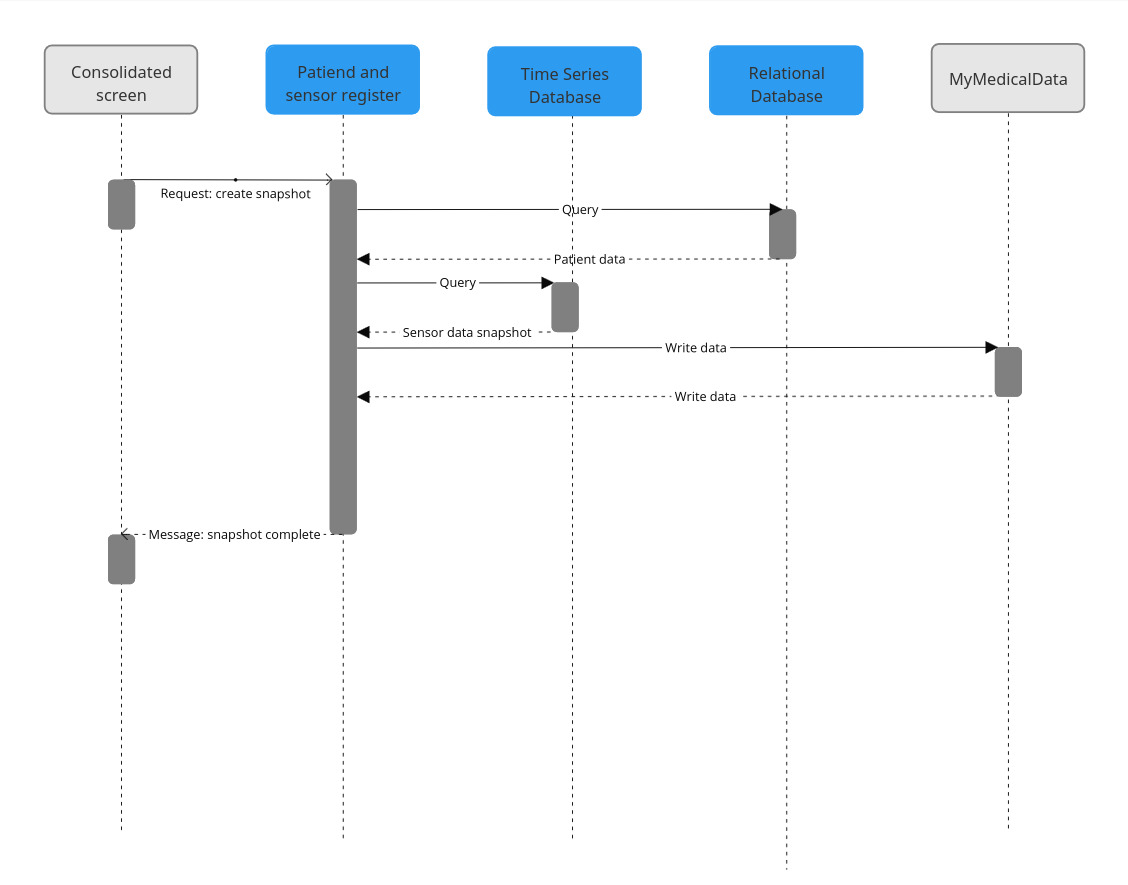 Consolidated
screen
Patiend and
sensor register
Time Series
Database
Relational
Database
MyMedicalData
Request: create snapshot
Query
Patient data
Query
Sensor data snapshot
Write data
Write data
Message: snapshot complete